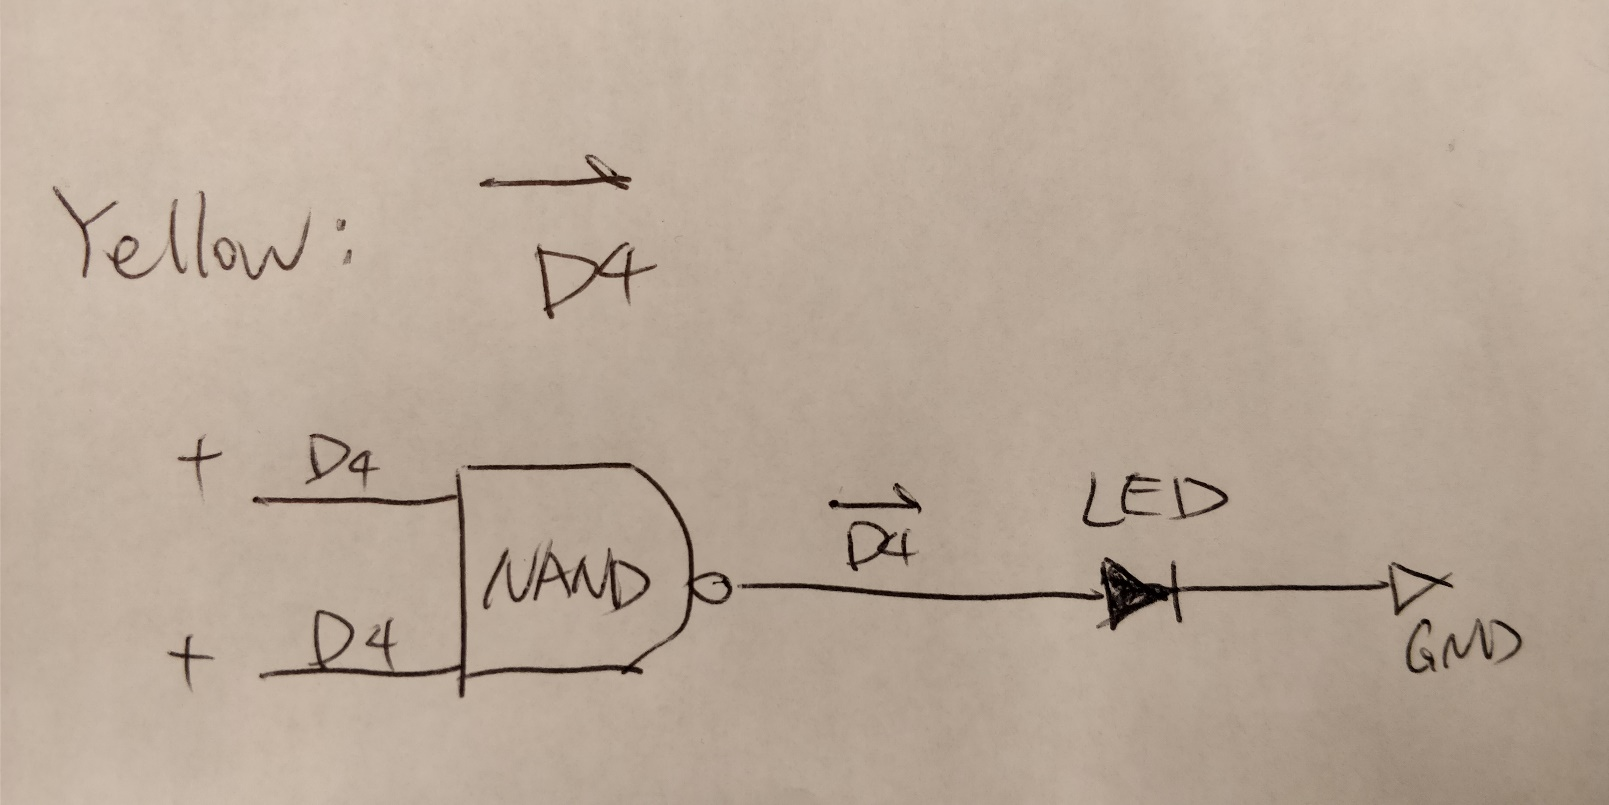 Yellow: D4
+ D4
NAND
D4
LED
+ D4
GND